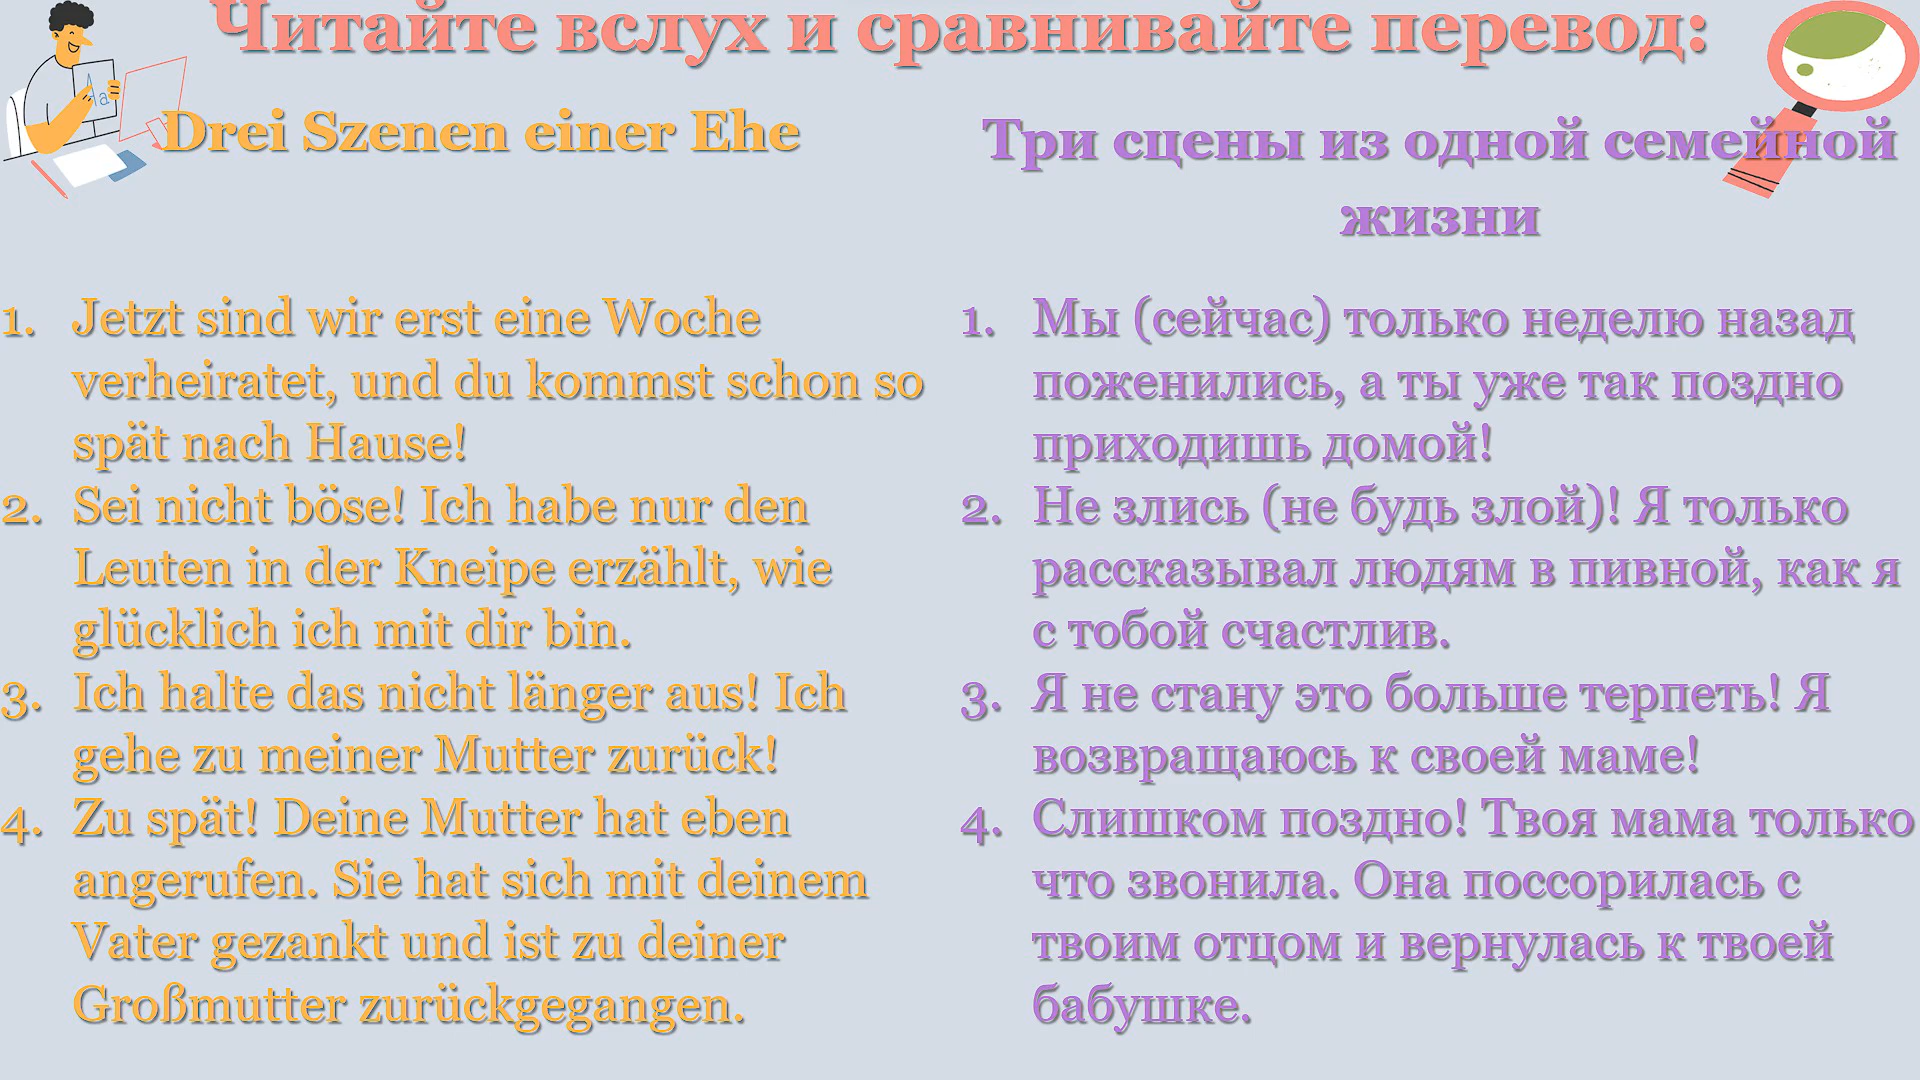 Читайте вслух и сравнивайте перевод:
Drei Szenen einer Ehe
1. Jetzt sind wir erst eine Woche
verheiratet, und du kommst schon so
spät nach Hause!
2. Sei nicht böse! Ich habe nur den
Leuten in der Kneipe erzählt, wie
glücklich ich mit dir bin.
3. Ich halte das nicht länger aus! Ich
gehe zu meiner Mutter zurück!
4. Zu spät! Deine Mutter hat eben
angerufen. Sie hat sich mit deinem
Vater gezankt und ist zu deiner
Großmutter zurückgegangen.
Три сцены из одной семейной
жизни
1. Мы (сейчас) только неделю назад
поженились, а ты уже так поздно
приходишь домой!
2. Не злись (не будь злой)! Я только
рассказывал людям в пивной, как я
с тобой счастлив.
3. Я не стану это больше терпеть! Я
возвращаюсь к своей маме!
4. Слишком поздно! Твоя мама только
что звонила. Она поссорилась с
твоим отцом и вернулась к твоей
бабушке.